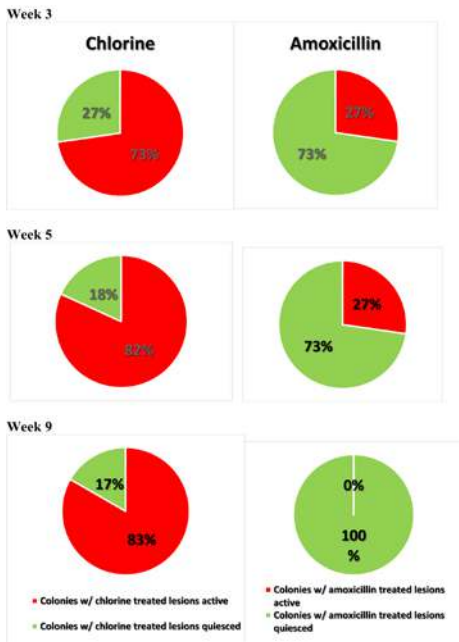 Week 3
Chlorine
Amoxicillin
27%
73%
27%
73%
Week 5
18%
82%
27%
73%
Week 9
17%
83%
0%
100
%
Colonies w/ chlorine treated lesions active
Colonies w/ chlorine treated lesions quiesced
Colonies w/ amoxicillin treated lesions
active
Colonies w/ amoxicillin treated lesions
quiesced